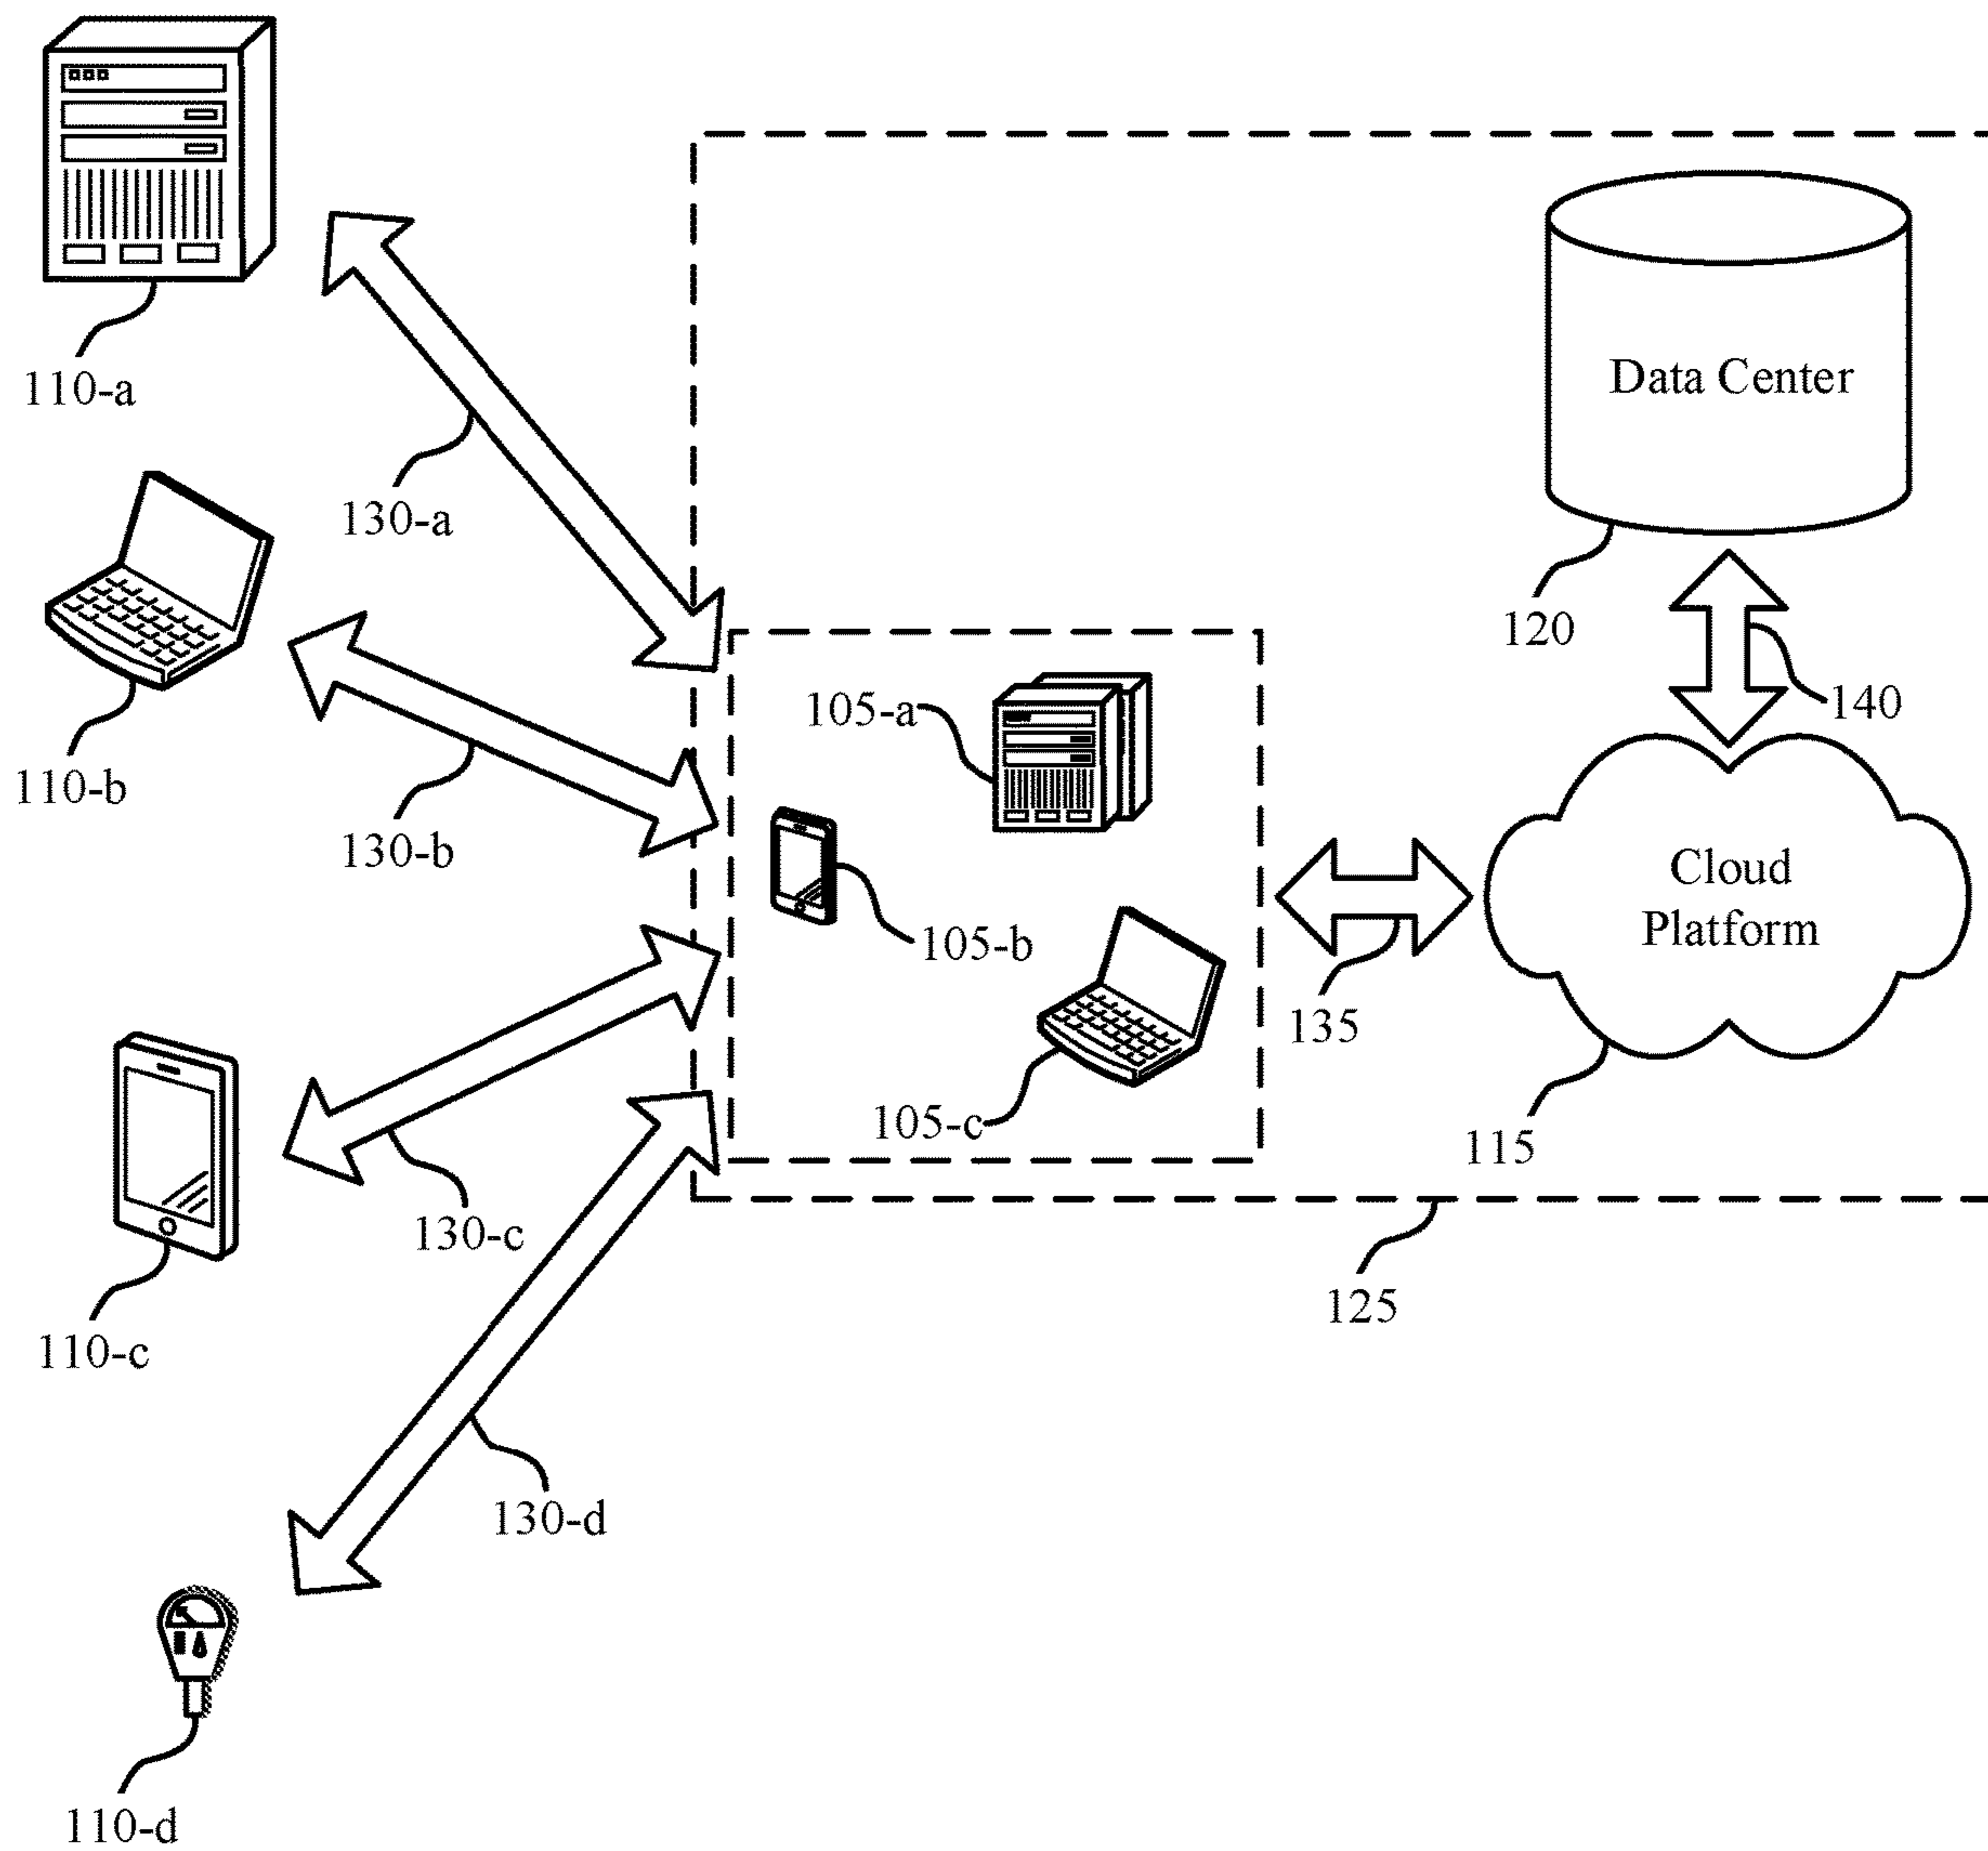 110-a
130-a
Data Center
120
140
110-b
130-b
105-a
105-b
Cloud
Platform
135
105-c
115
110-c
130-c
125
130-d
110-d